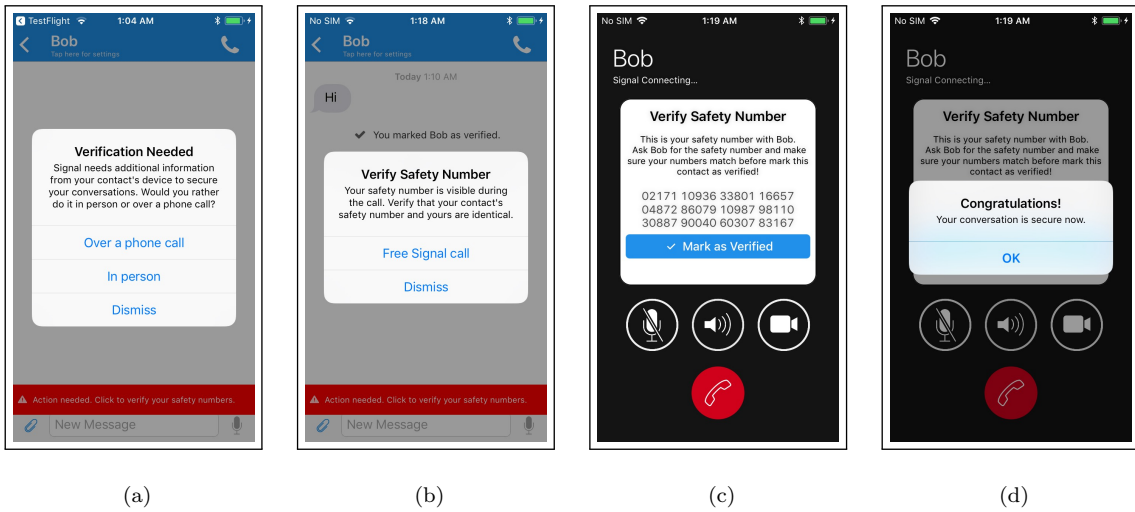 TestFlight 1:04 AM
Bob
Tap here for settings
Verification Needed
Signal needs additional information
from your contact's device to secure
your conversations. Would you rather
do it in person or over a phone call?
Over a phone call
In person
Dismiss
Action needed. Click to verify your safety numbers.
New Message
(a)
No SIM 1:18 AM
Bob
Tap here for settings
Today 1:10 AM
Hi
You marked Bob as verified.
Verify Safety Number
Your safety number is visible during
the call. Verify that your contact's
safety number and yours are identical.
Free Signal call
Dismiss
Action needed. Click to verify your safety numbers.
New Message
(b)
No SIM 1:19 AM
Bob
Signal Connecting...
Verify Safety Number
This is your safety number with Bob.
Ask Bob for the safety number and make
sure your numbers match before mark this
contact as verified!
02171 10936 33801 16657
04872 86079 10987 98110
30887 90040 60307 83167
Mark as Verified
(c)
No SIM 1:19 AM
Bob
Signal Connecting...
Verify Safety Number
This is your safety number with Bob.
Ask Bob for the safety number and make
sure your numbers match before mark this
contact as verified!
Congratulations!
Your conversation is secure now.
OK
(d)